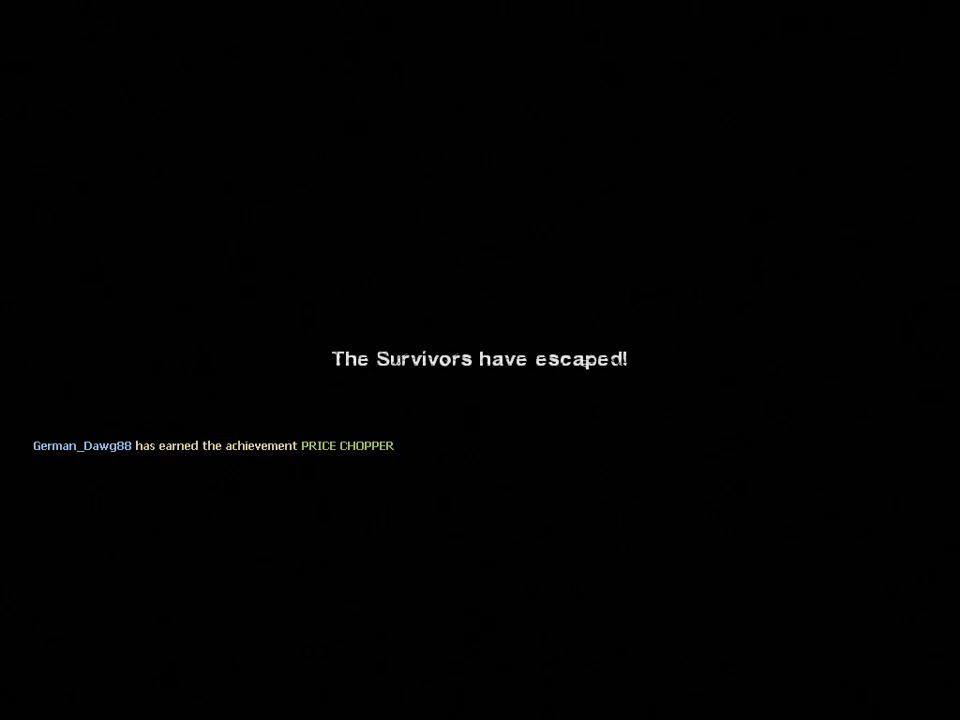 The Survivors have escaped!
German_Dawg88 has earned the achievement PRICE CHOPPER